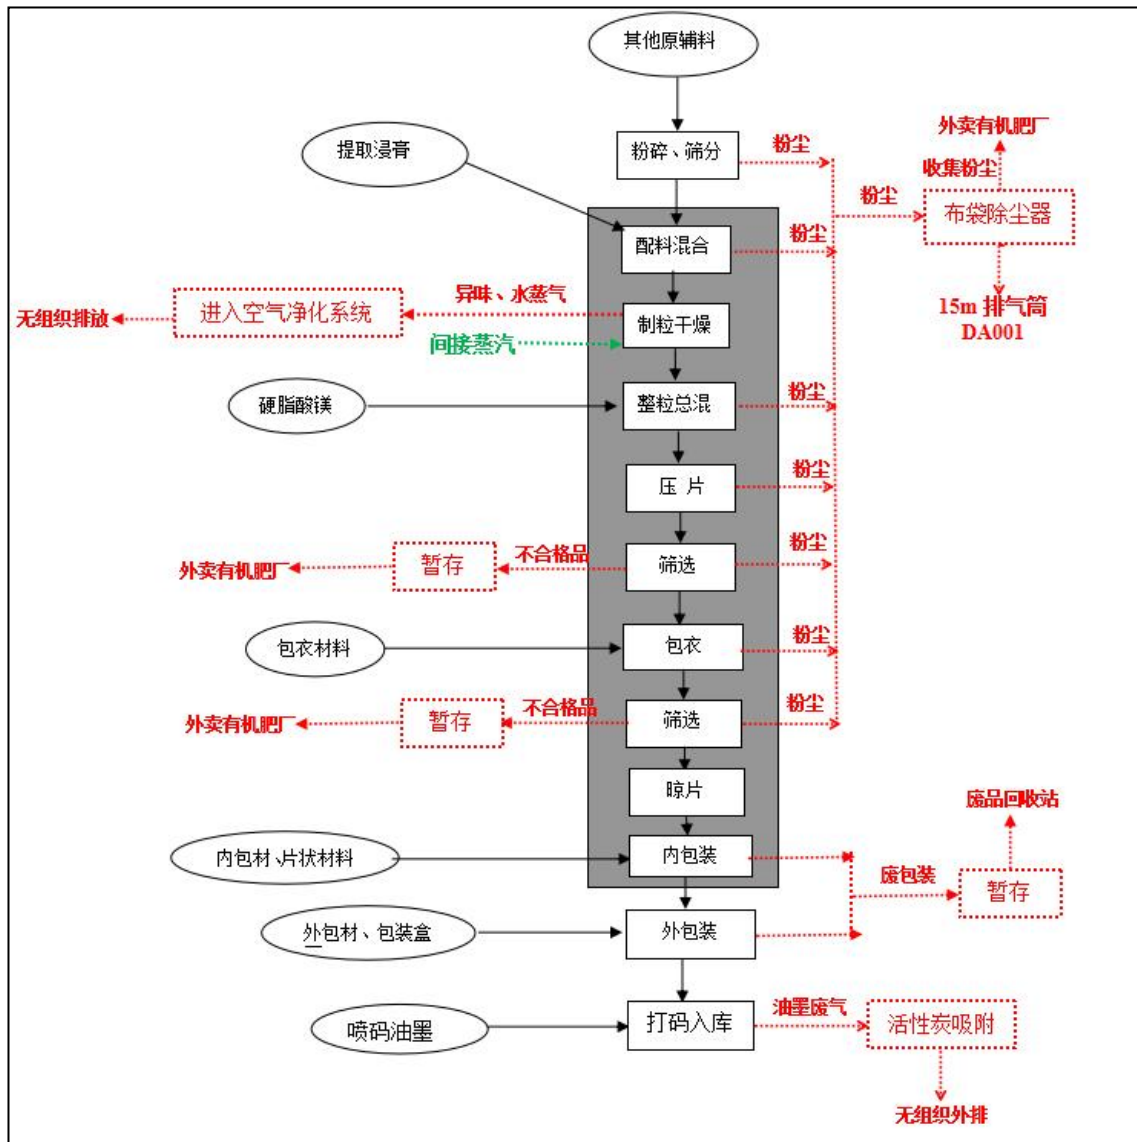 其他原辅料
外卖有机肥厂
提取浸膏
粉碎、筛分
粉尘
收集粉尘
粉尘
布袋除尘器
配料混合
粉尘
异味、水蒸气
进入空气净化系统
无组织排放
制粒干燥
间接蒸汽
15m 排气筒
DA001
硬脂酸镁
整粒总混
粉尘
压 片
粉尘
外卖有机肥厂
暂存
不合格品
筛选
粉尘
包衣材料
包衣
粉尘
外卖有机肥厂
暂存
不合格品
筛选
粉尘
晾片
废品回收站
内包材、片状材料
内包装
废包装
暂存
外包材、包装盒
外包装
喷码油墨
打码入库
油墨废气
活性炭吸附
无组织外排